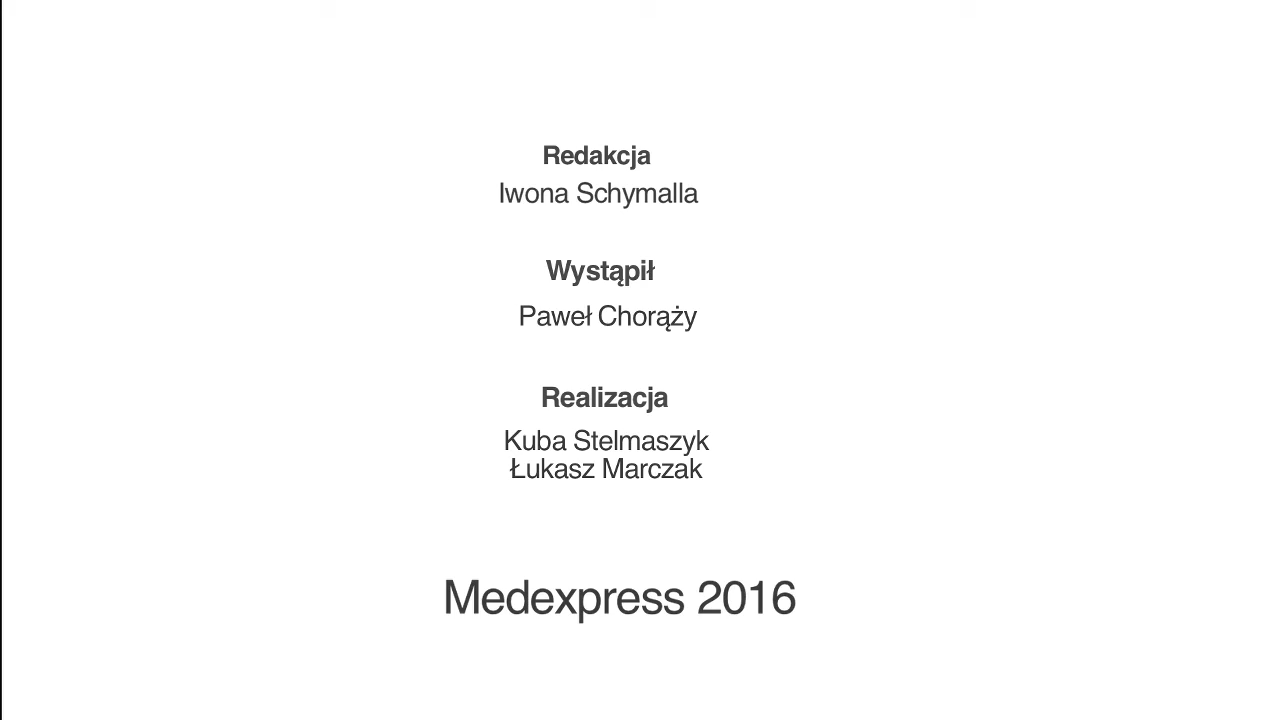 Redakcja
Iwona Schymalla
Wystąpił
Paweł Chorąży
Realizacja
Kuba Stelmaszyk
Łukasz Marczak
Medexpress 2016